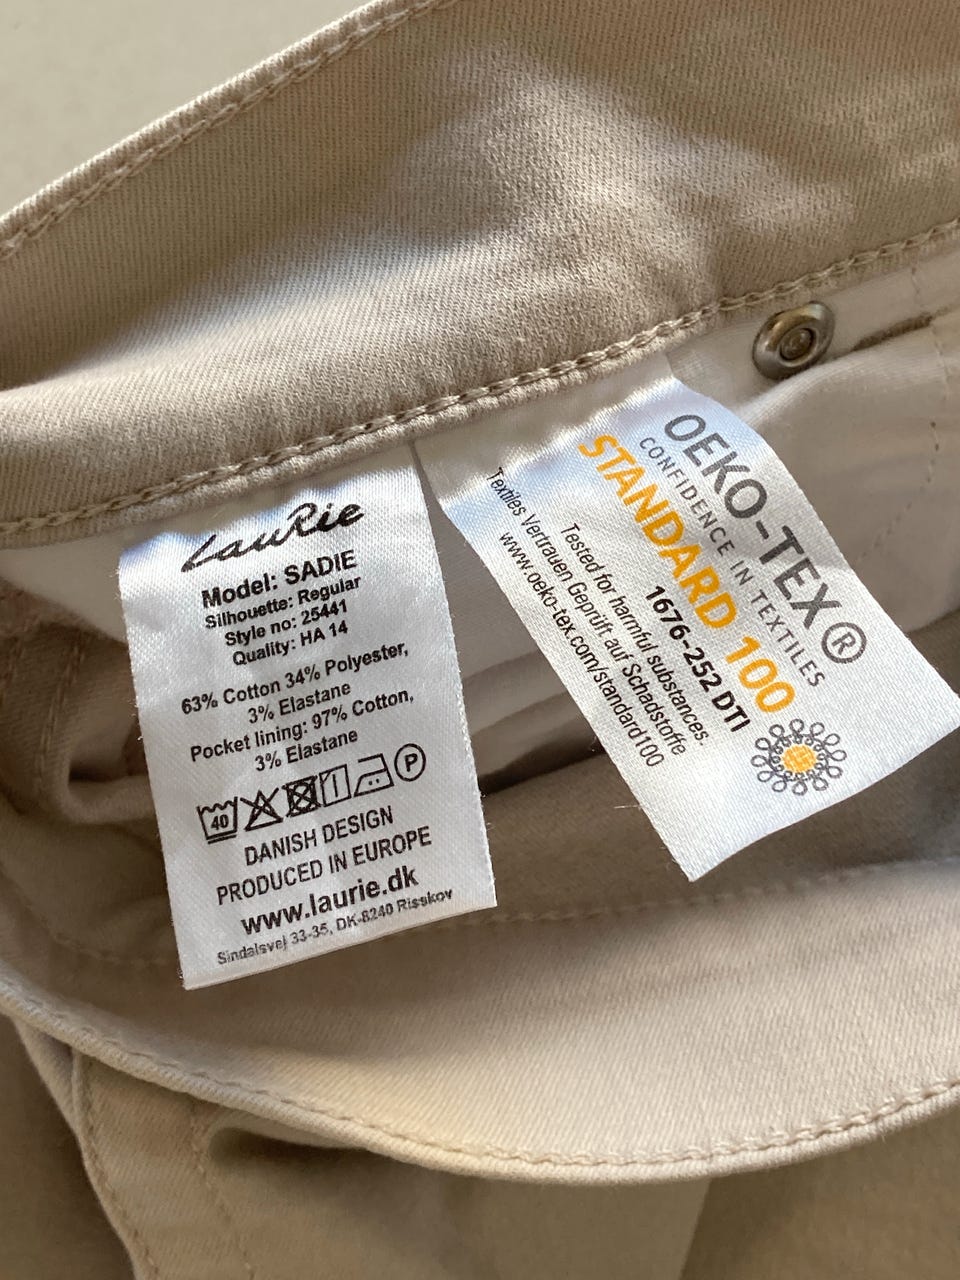 LauRie
Model: SADIE
Silhouette: Regular
Style no: 25441
Quality: HA 14
63% Cotton 34% Polyester,
3% Elastane
Pocket lining: 97% Cotton,
3% Elastane
40 P
DANISH DESIGN
PRODUCED IN EUROPE
www.laurie.dk
Sindalsvej 33-35, DK-8240 Risskov
OEKO-TEX®
CONFIDENCE IN TEXTILES
STANDARD 100
1676-252 DTI
Tested for harmful substances.
Textiles Vertrauen Geprüft auf Schadstoffe
www.oeko-tex.com/standard100